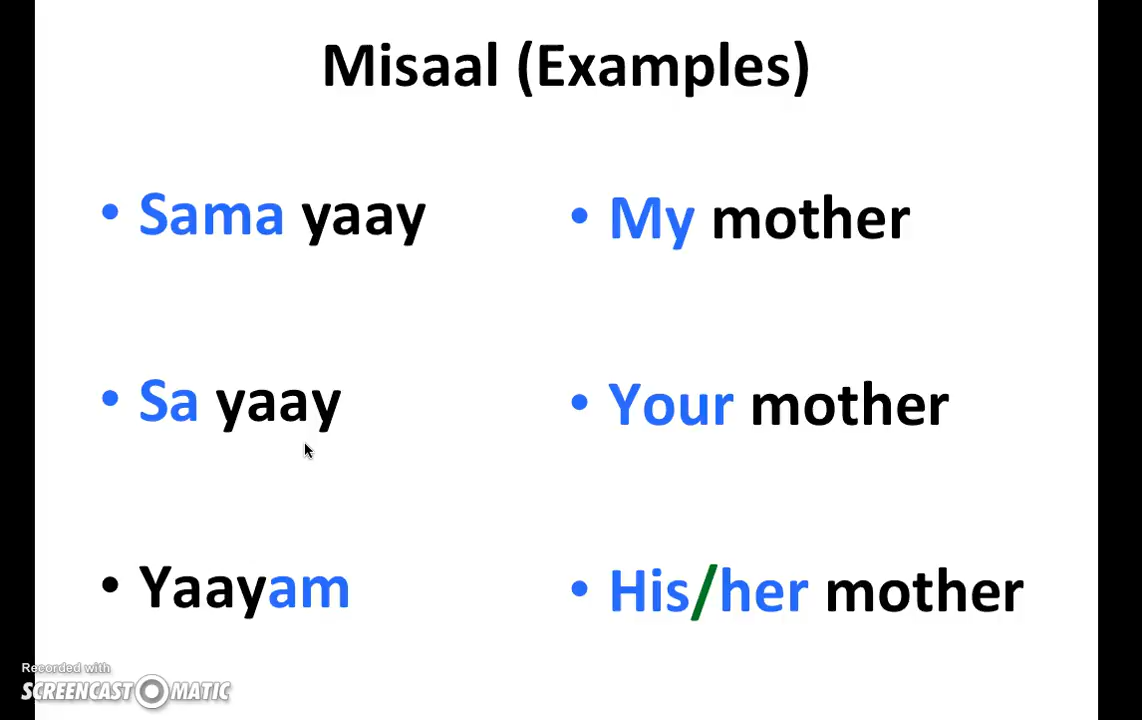 Misaal (Examples)
• Sama yaay
• My mother
• Sa yaay
• Your mother
• Yaayam
• His/her mother
Recorded with
SCREENCAST O MATIC